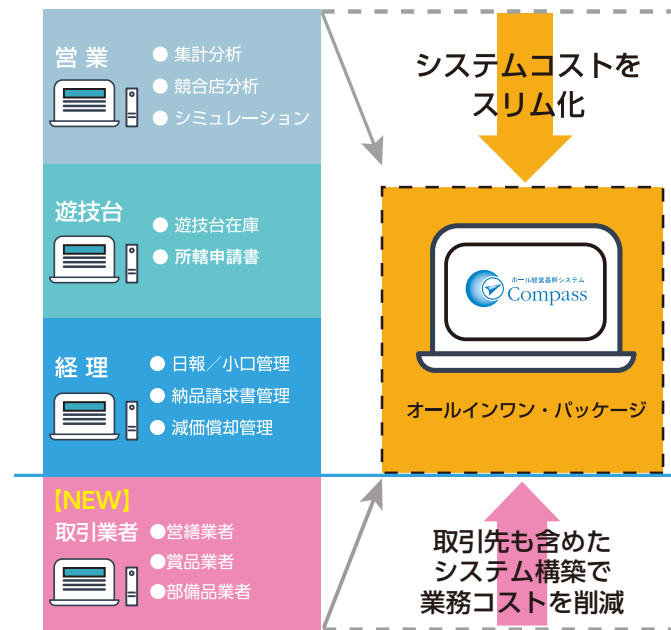 営業
● 集計分析
● 競合店分析
● シミュレーション
遊技台
● 遊技台在庫
● 所轄申請書
経理
● 日報／小口管理
● 納品請求書管理
● 減価償却管理
【NEW】
取引業者
●営繕業者
●賞品業者
●部備品業者
システムコストを
スリム化
ホール経営基幹システム
Compass
オールインワン・パッケージ
取引先も含めた
システム構築で
業務コストを削減